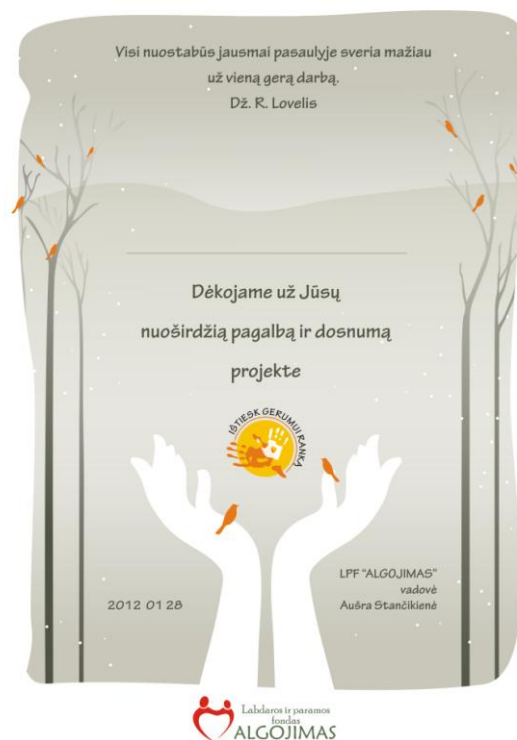 Visi nuostabūs jausmai pasaulyje sveria mažiau
už vieną gerą darbą.
Dž. R. Lovelis
Dėkojame už Jūsų
nuoširdžią pagalbą ir dosnumą
projekte
IŠTIESK GERUMUI RANKĄ
LPF "ALGOJIMAS"
vadovė
2012 01 28
Aušra Stančikienė
Labdaros ir paramos
fondas
ALGOJIMAS